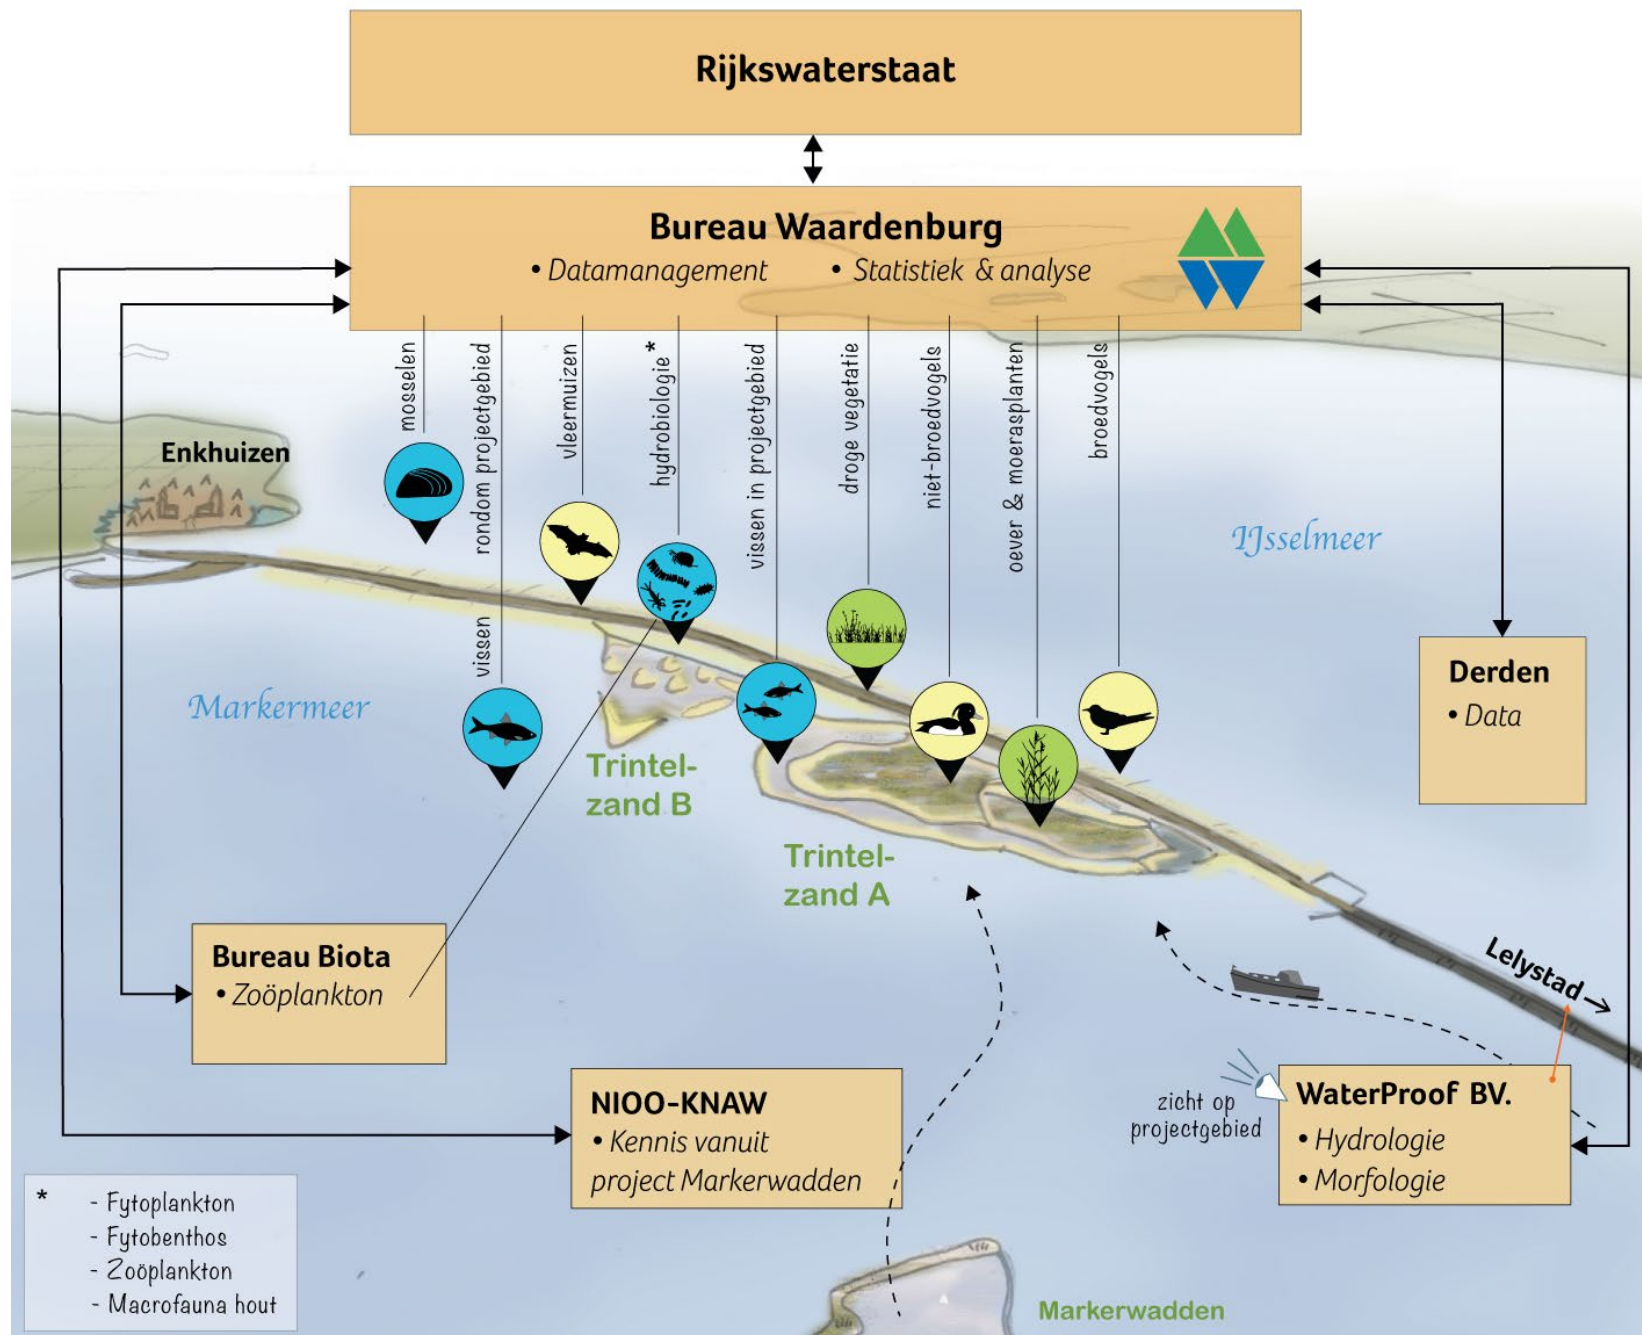 Rijkswaterstaat
Bureau Waardenburg
• Datamanagement • Statistiek & analyse
mosselen
vissen rondom projectgebied
vleermuizen
hydrobiologie*
vissen in projectgebied
droge vegetatie
niet-broedvogels
oever & moerasplanten
broedvogels
Enkhuizen
IJsselmeer
Markermeer
Trintel-
zand B
Trintel-
zand A
Derden
• Data
Bureau Biota
• Zoöplankton
Lelystad →
NIOO-KNAW
• Kennis vanuit
project Markerwadden
zicht op
projectgebied
WaterProof BV.
• Hydrologie
• Morfologie
* - Fytoplankton
- Fytobenthos
- Zoöplankton
- Macrofauna hout
Markerwadden